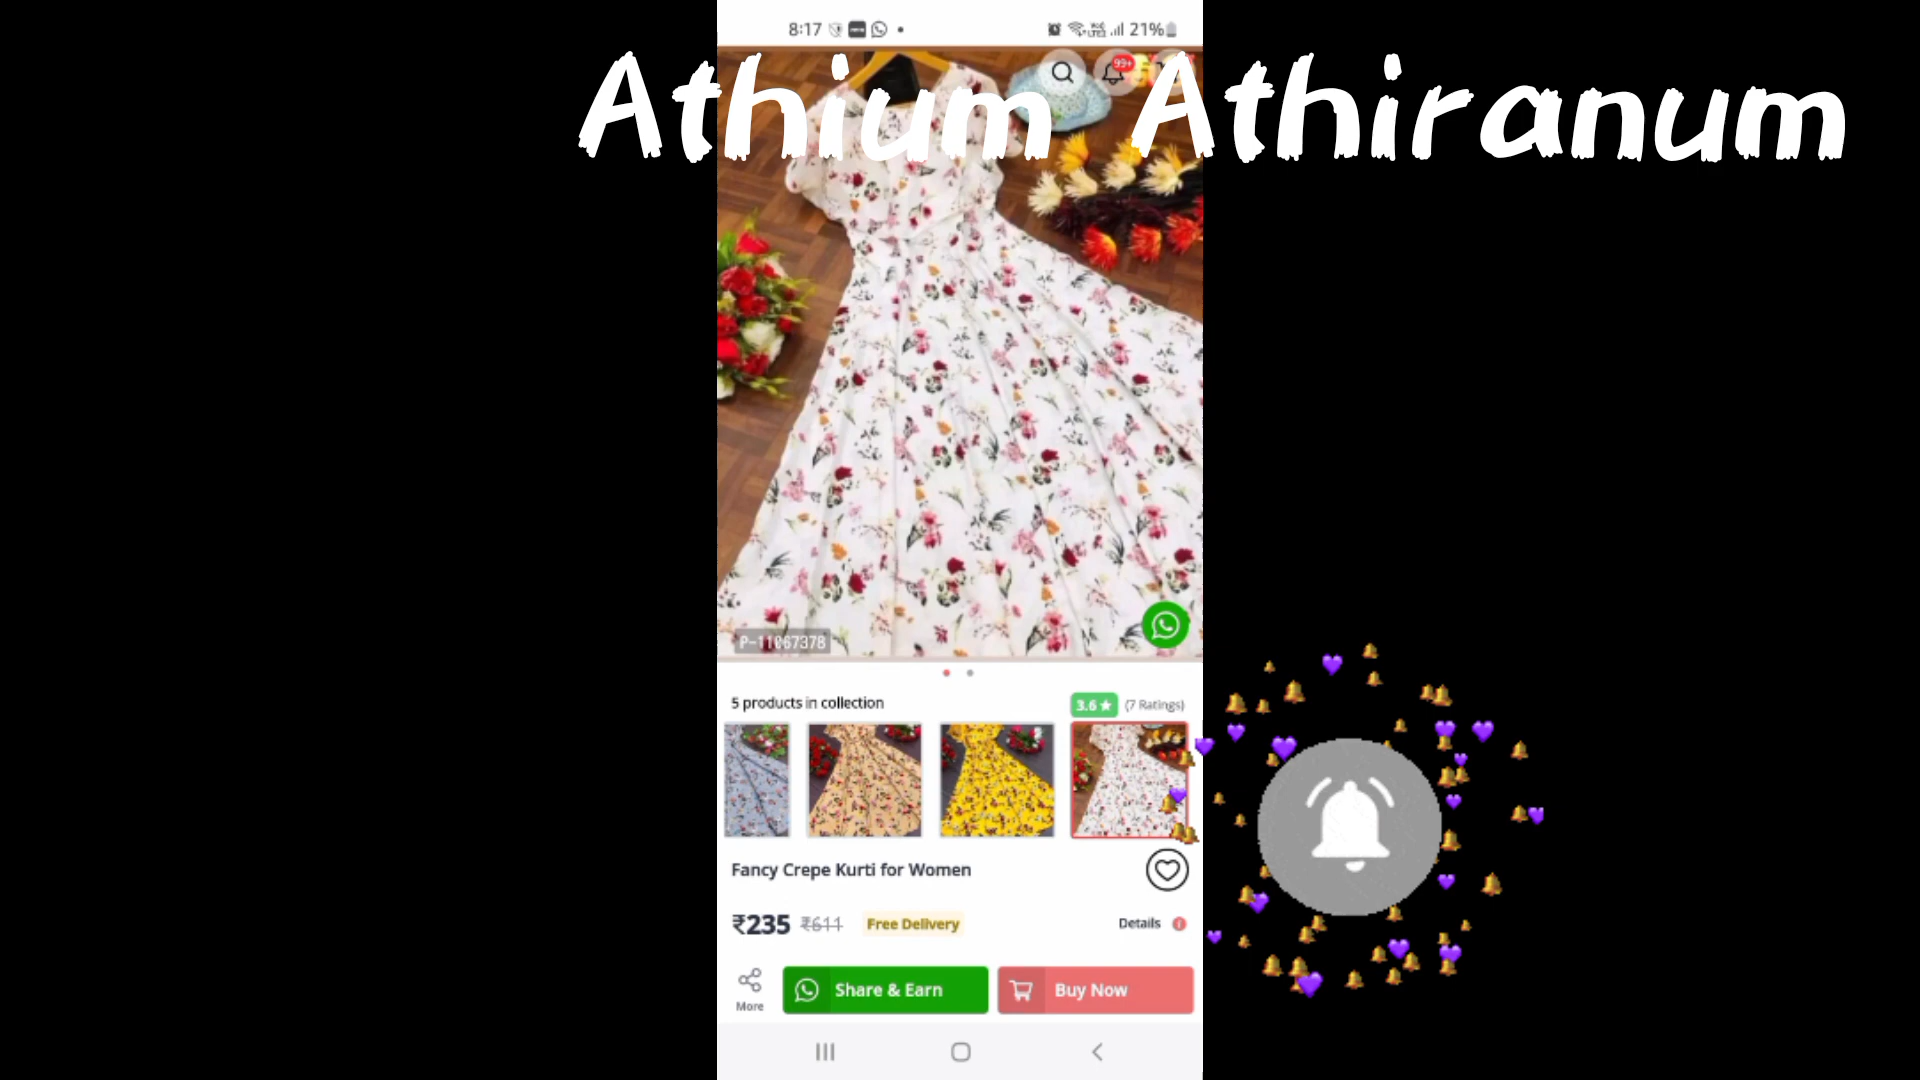 8:17
21%
99+
Athium Athiranum
P-11067378
5 products in collection
3.6 ★ (7 Ratings)
Fancy Crepe Kurti for Women
₹235 ₹611 Free Delivery Details
More
Share & Earn
Buy Now